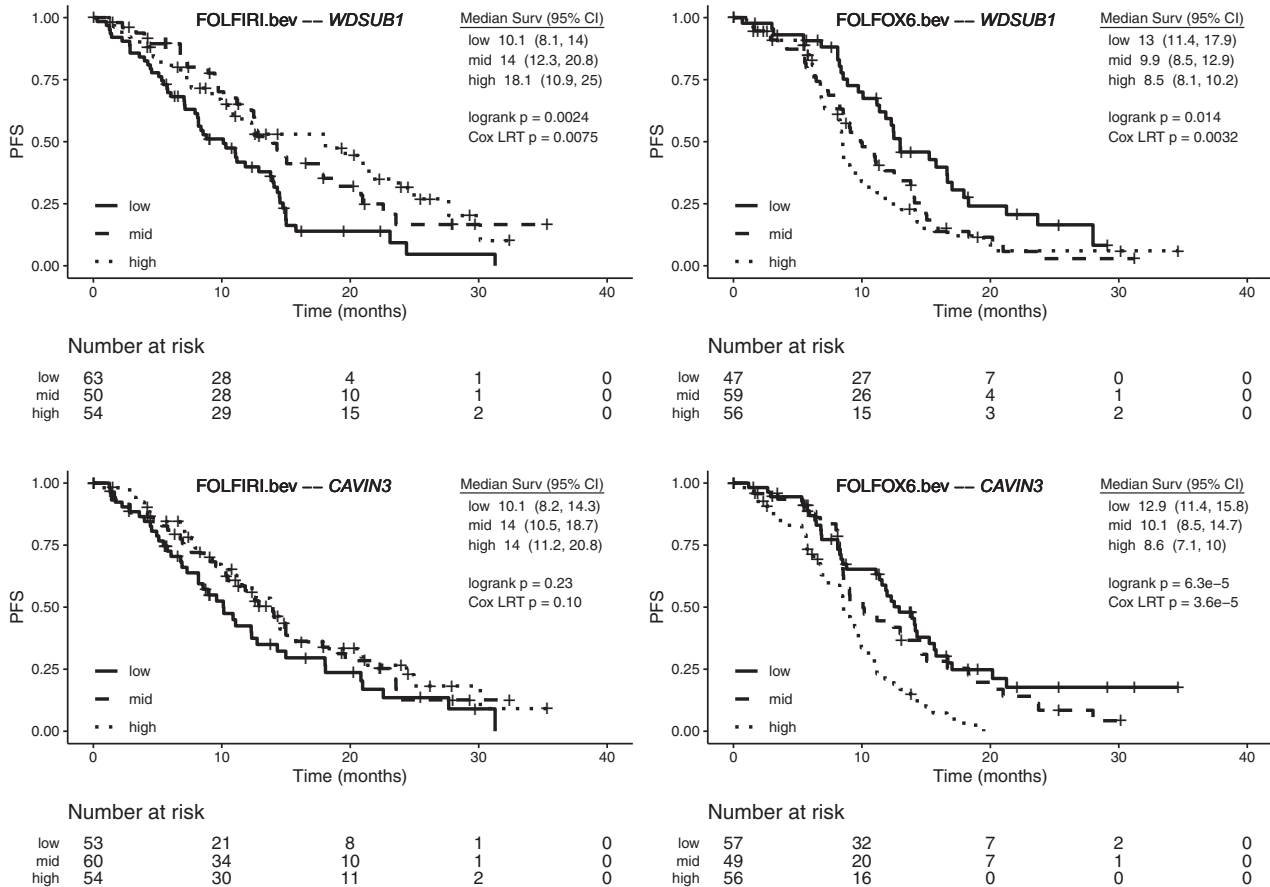 FOLFIRI.bev −− WDSUB1
Median Surv (95% CI)
low 10.1 (8.1, 14)
mid 14 (12.3, 20.8)
high 18.1 (10.9, 25)
logrank p = 0.0024
Cox LRT p = 0.0075
PFS
1.00
0.75
0.50
0.25
0.00
low
mid
high
0 10 20 30 40
Time (months)
Number at risk
low 63 28 4 1 0
mid 50 28 10 1 0
high 54 29 15 2 0
FOLFOX6.bev −− WDSUB1
Median Surv (95% CI)
low 13 (11.4, 17.9)
mid 9.9 (8.5, 12.9)
high 8.5 (8.1, 10.2)
logrank p = 0.014
Cox LRT p = 0.0032
PFS
1.00
0.75
0.50
0.25
0.00
low
mid
high
0 10 20 30 40
Time (months)
Number at risk
low 47 27 7 0 0
mid 59 26 4 1 0
high 56 15 3 2 0
FOLFIRI.bev −− CAVIN3
Median Surv (95% CI)
low 10.1 (8.2, 14.3)
mid 14 (10.5, 18.7)
high 14 (11.2, 20.8)
logrank p = 0.23
Cox LRT p = 0.10
PFS
1.00
0.75
0.50
0.25
0.00
low
mid
high
0 10 20 30 40
Time (months)
Number at risk
low 53 21 8 1 0
mid 60 34 10 1 0
high 54 30 11 2 0
FOLFOX6.bev −− CAVIN3
Median Surv (95% CI)
low 12.9 (11.4, 15.8)
mid 10.1 (8.5, 14.7)
high 8.6 (7.1, 10)
logrank p = 6.3e−5
Cox LRT p = 3.6e−5
PFS
1.00
0.75
0.50
0.25
0.00
low
mid
high
0 10 20 30 40
Time (months)
Number at risk
low 57 32 7 2 0
mid 49 20 7 1 0
high 56 16 0 0 0